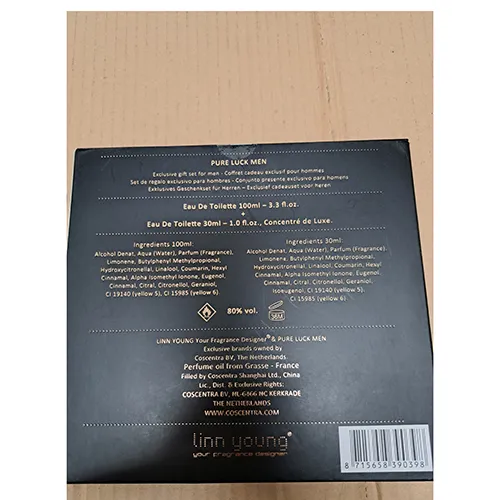 PURE LUCK MEN
Exclusive gift set for men - Coffret cadeau exclusif pour hommes
Set de regalo exclusivo para hombres - Conjunto presente exclusivo para homens
Exklusives Geschenkset fur Herren - Exclusief cadeauset voor heren
Eau De Toilette 100ml - 3.3 fl.oz.
+
Eau De Toilette 30ml - 1.0 fl.oz., Concentré de Luxe.
Ingredients 100ml:
Alcohol Denat, Aqua (Water), Parfum (Fragrance),
Limonene, Butylphenyl Methylpropional,
Hydroxycitronellal, Linalool, Coumarin, Hexyl
Cinnamal, Alpha Isomethyl Ionone, Eugenol,
Cinnamal, Citral, Citronellol, Geraniol,
CI 19140 (yellow 5), CI 15985 (yellow 6)
Ingredients 30ml:
Alcohol Denat, Aqua (Water), Parfum (Fragrance),
Limonene, Butylphenyl Methylpropional,
Hydroxycitronellal, Linalool, Coumarin, Hexyl
Cinnamal, Alpha Isomethyl Ionone, Eugenol,
Cinnamal, Citral, Citronellol, Geraniol,
Isoeugenol, CI 19140 (yellow 5),
CI 15985 (yellow 6)
80% vol.
36M
LINN YOUNG Your Fragrance Designer® & PURE LUCK MEN
Exclusive brands owned by
Coscentra BV, The Netherlands
Perfume oil from Grasse - France
Filled by Coscentra Shanghai Ltd., China
Lic., Dist. & Exclusive Rights:
COSCENTRA BV, NL-6466 NC KERKRADE
THE NETHERLANDS
WWW.COSCENTRA.COM
linn young®
your fragrance designer
8 715658 390398